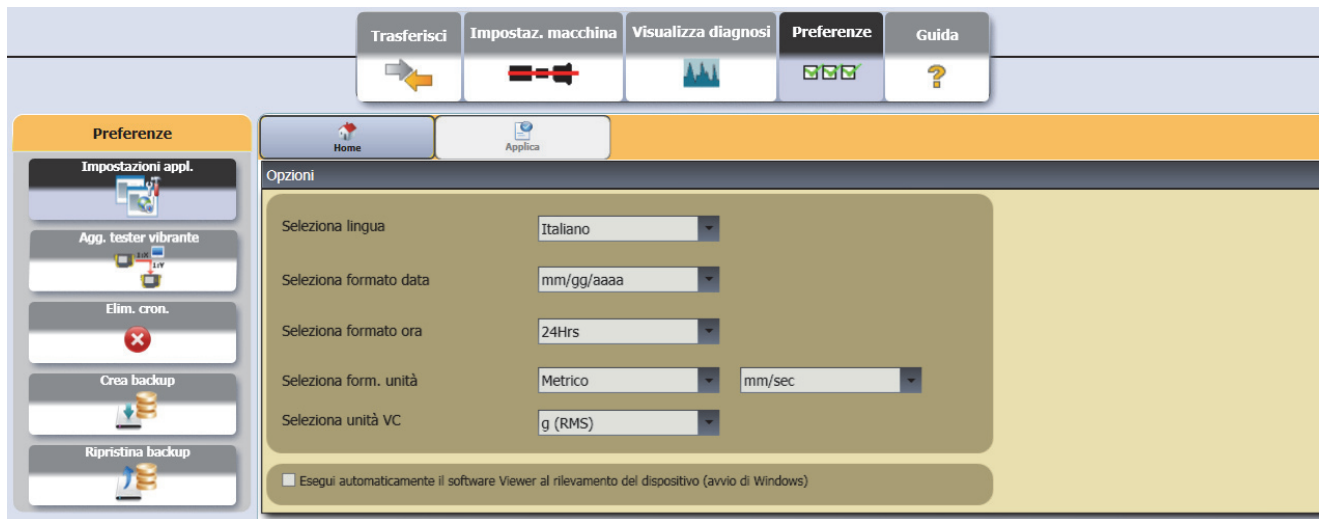 Trasferisci
Impostaz. macchina
Visualizza diagnosi
Preferenze
Guida
Preferenze
Impostazioni appl.
Agg. tester vibrante
1:X
1:Y
Elim. cron.
Crea backup
Ripristina backup
Home
Applica
Opzioni
Seleziona lingua
Italiano
Seleziona formato data
mm/gg/aaaa
Seleziona formato ora
24Hrs
Seleziona form. unità
Metrico
mm/sec
Seleziona unità VC
g (RMS)
Esegui automaticamente il software Viewer al rilevamento del dispositivo (avvio di Windows)